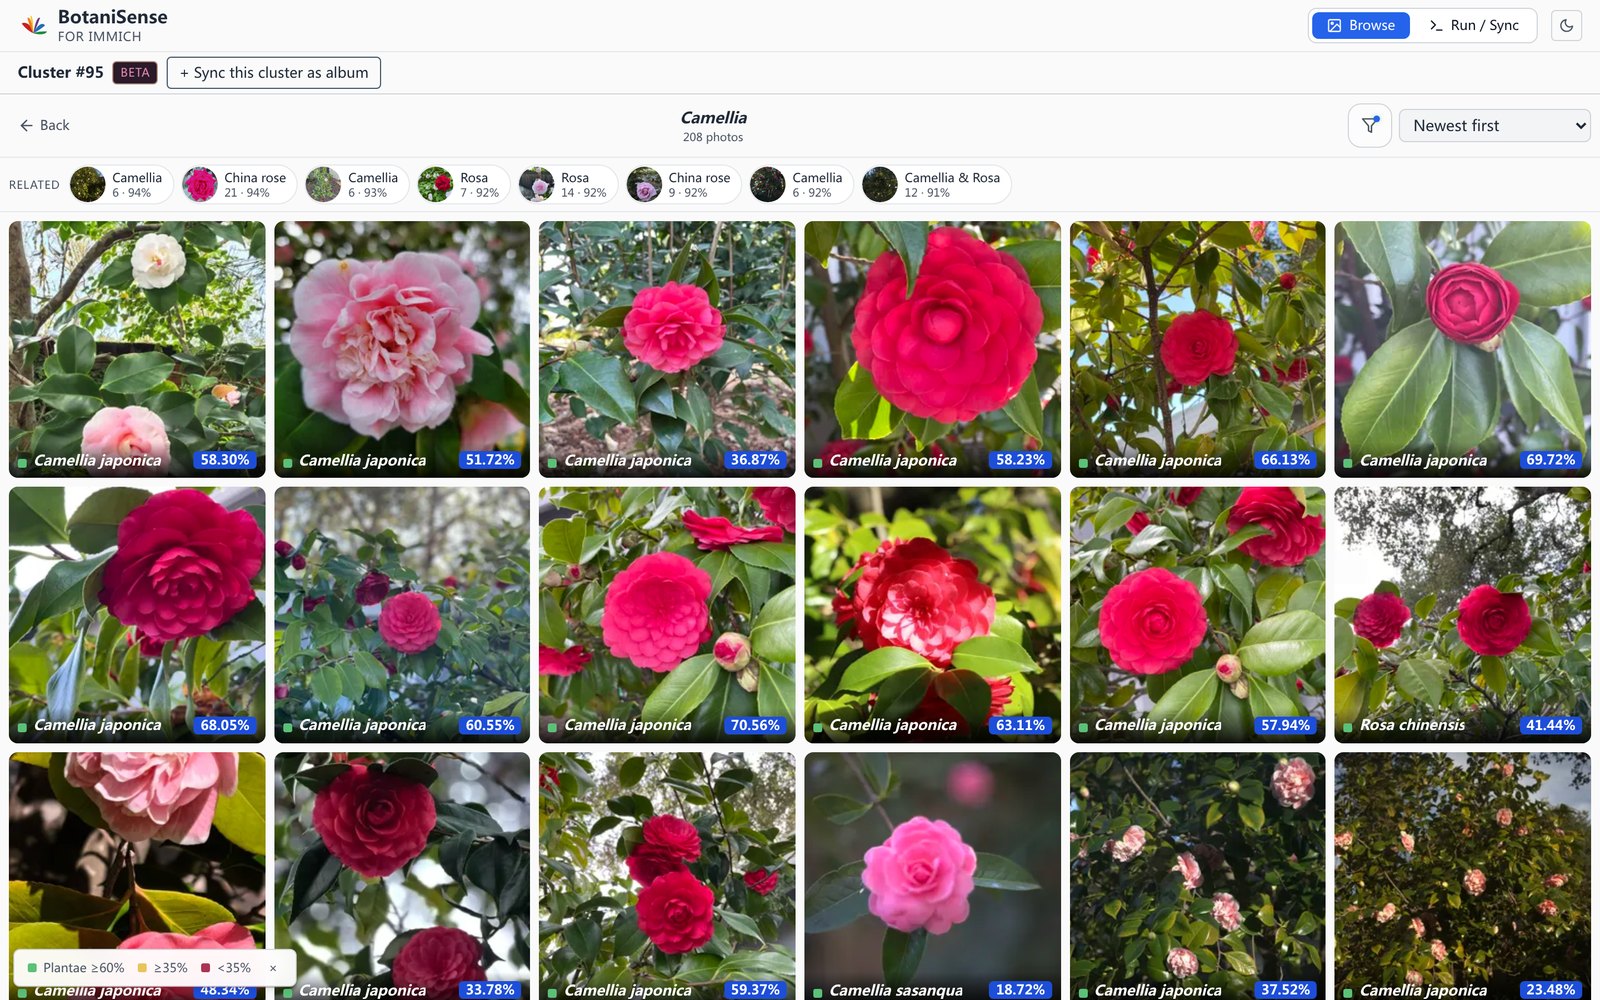 BotaniSense
FOR IMMICH
Browse
Run / Sync
Cluster #95
BETA
+ Sync this cluster as album
Back
Camellia
208 photos
Newest first
RELATED
Camellia
6 · 94%
China rose
21 · 94%
Camellia
6 · 93%
Rosa
7 · 92%
Rosa
14 · 92%
China rose
9 · 92%
Camellia
6 · 92%
Camellia & Rosa
12 · 91%
Camellia japonica 58.30%
Camellia japonica 51.72%
Camellia japonica 36.87%
Camellia japonica 58.23%
Camellia japonica 66.13%
Camellia japonica 69.72%
Camellia japonica 68.05%
Camellia japonica 60.55%
Camellia japonica 70.56%
Camellia japonica 63.11%
Camellia japonica 57.94%
Rosa chinensis 41.44%
Plantae ≥60% ≥35% <35% ×
Camellia japonica 48.34%
Camellia japonica 33.78%
Camellia japonica 59.37%
Camellia sasanqua 18.72%
Camellia japonica 37.52%
Camellia japonica 23.48%